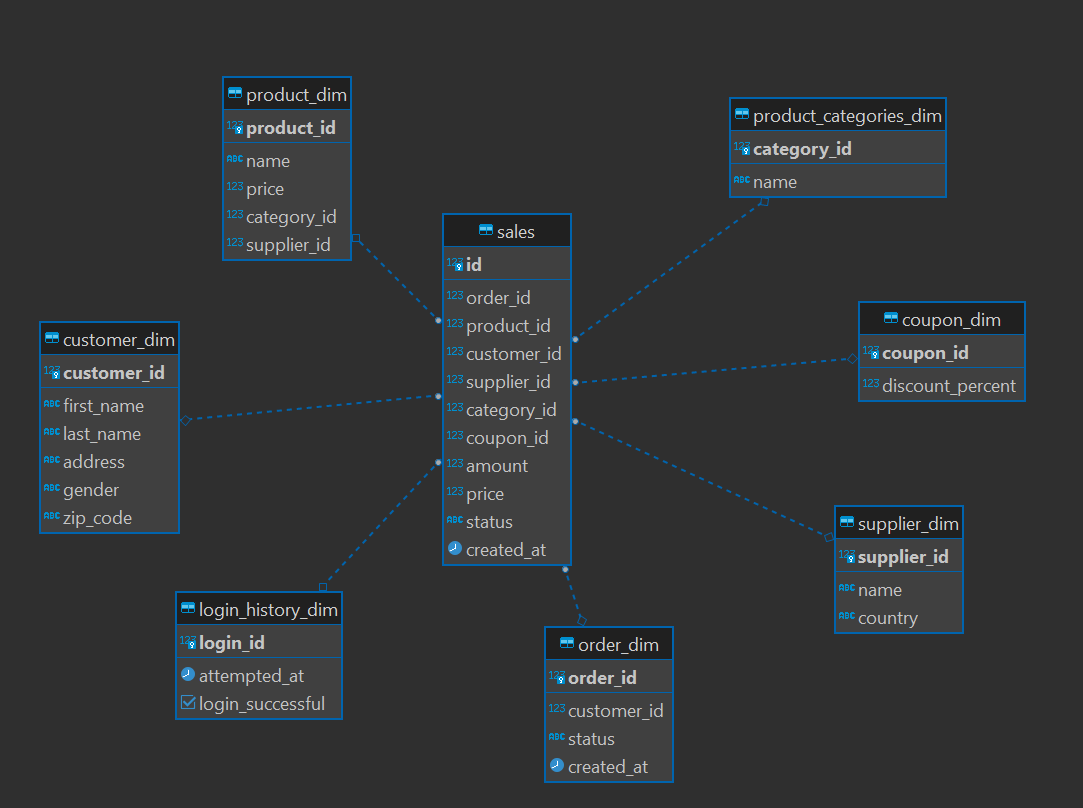 product_dim
123 product_id
ABC name
123 price
123 category_id
123 supplier_id
product_categories_dim
123 category_id
ABC name
sales
123 id
123 order_id
123 product_id
123 customer_id
123 supplier_id
123 category_id
123 coupon_id
123 amount
123 price
ABC status
created_at
coupon_dim
123 coupon_id
123 discount_percent
customer_dim
123 customer_id
ABC first_name
ABC last_name
ABC address
ABC gender
ABC zip_code
supplier_dim
123 supplier_id
ABC name
ABC country
login_history_dim
123 login_id
attempted_at
login_successful
order_dim
123 order_id
123 customer_id
ABC status
created_at